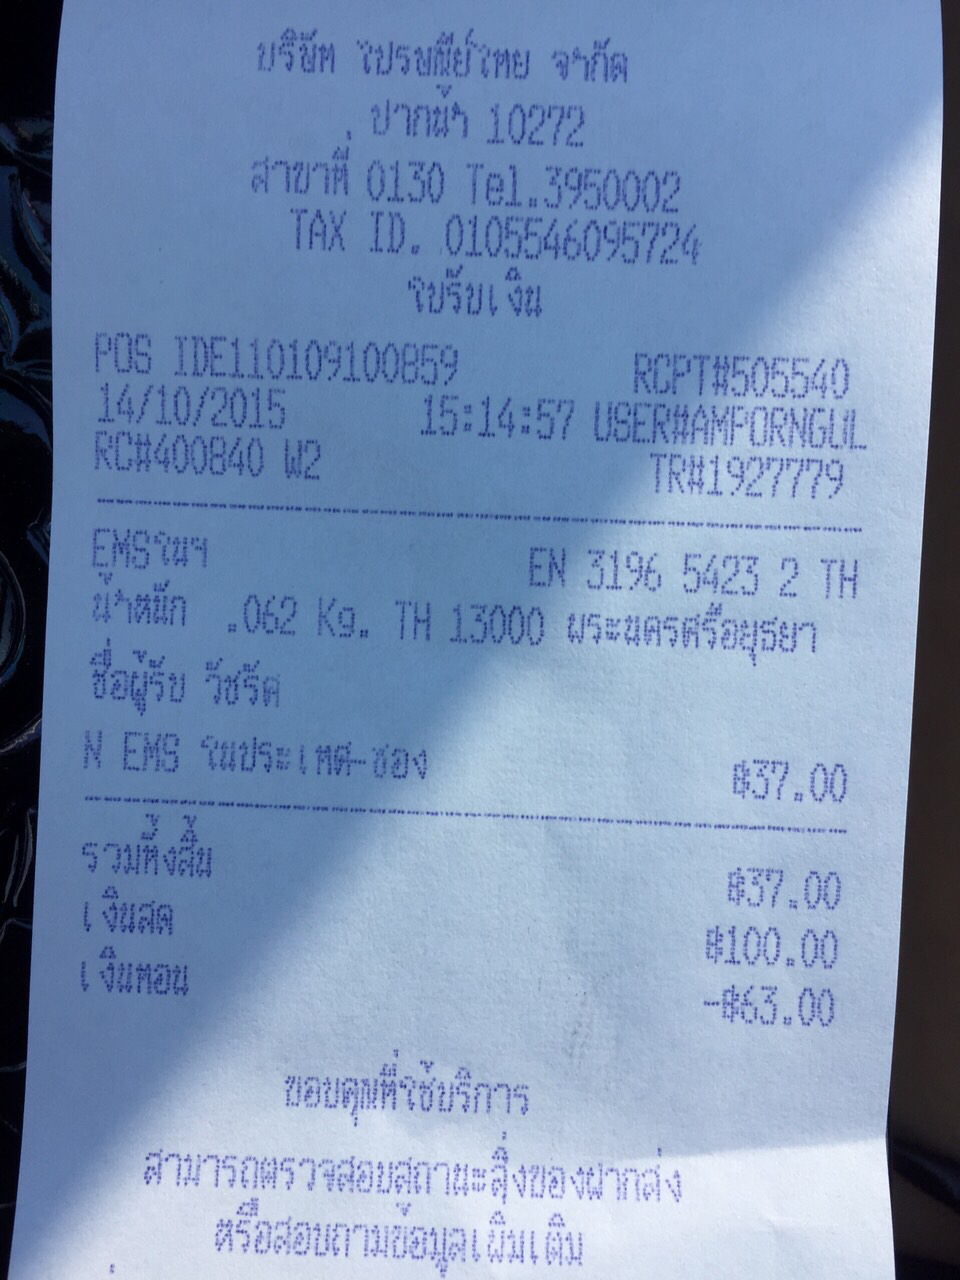 บริษัท ไปรษณีย์ไทย จำกัด
ปากน้ำ 10272
สาขาที่ 0130 Tel.3950002
TAX ID. 0105546095724
ใบรับเงิน
POS IDE110109100859 RCPT#505540
14/10/2015 15:14:57 USER#AMPORNGUL
RC#400840 W2 TR#1927779
EMSในฯ EN 3196 5423 2 TH
น้ำหนัก .062 Kg. TH 13000 พระนครศรีอยุธยา
ชื่อผู้รับ วัชรีศ
N EMS ในประเทศ-ซอง ฿37.00
รวมทั้งสิ้น ฿37.00
เงินสด ฿100.00
เงินทอน -฿63.00
ขอบคุณที่ใช้บริการ
สามารถตรวจสอบสถานะสิ่งของฝากส่ง
หรือสอบถามข้อมูลเพิ่มเติม